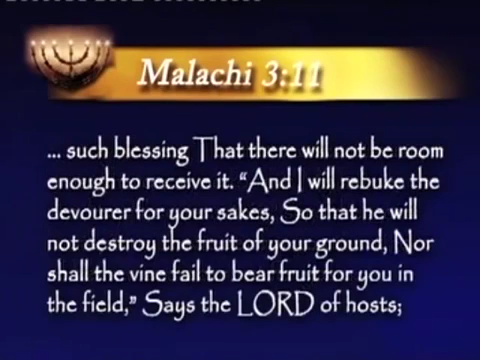 Malachi 3:11
... such blessing That there will not be room
enough to receive it. “And I will rebuke the
devourer for your sakes, So that he will
not destroy the fruit of your ground, Nor
shall the vine fail to bear fruit for you in
the field,” Says the LORD of hosts;